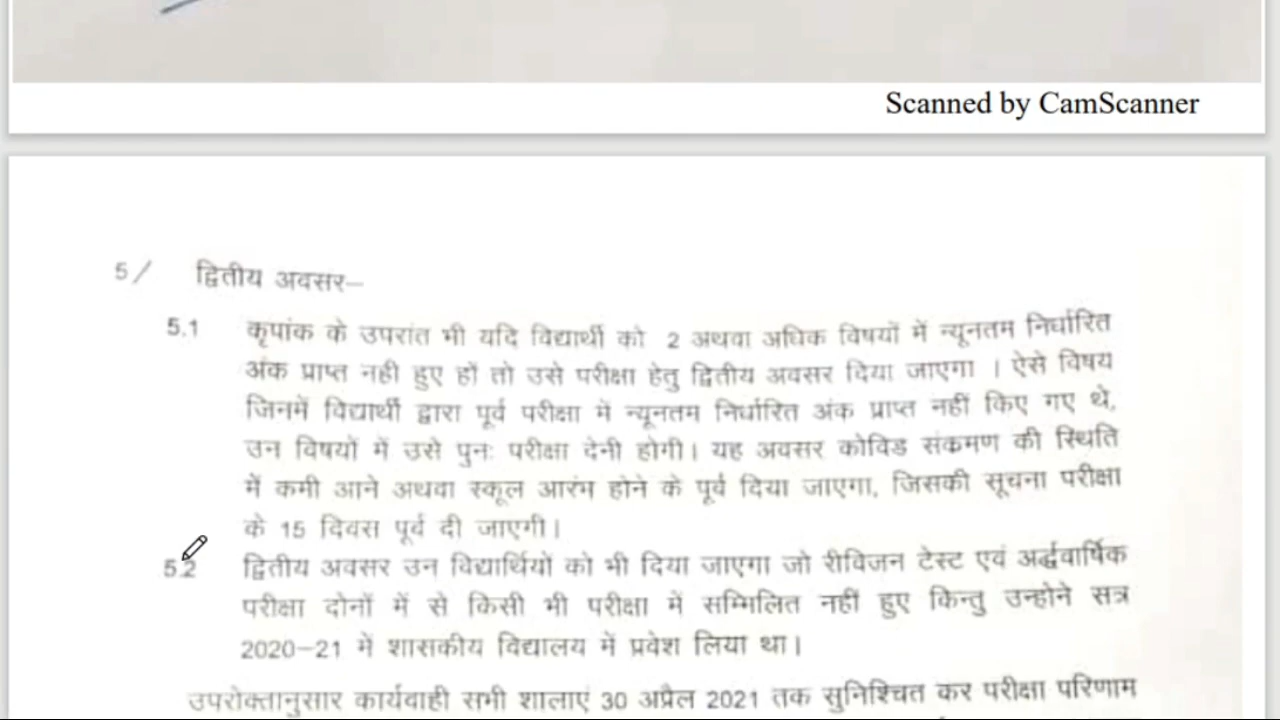 Scanned by CamScanner
5/ द्वितीय अवसर–
5.1 कृपांक के उपरांत भी यदि विद्यार्थी को 2 अथवा अधिक विषयों में न्यूनतम निर्धारित
अंक प्राप्त नही हुए हों तो उसे परीक्षा हेतु द्वितीय अवसर दिया जाएगा । ऐसे विषय
जिनमें विद्यार्थी द्वारा पूर्व परीक्षा में न्यूनतम निर्धारित अंक प्राप्त नहीं किए गए थे,
उन विषयों में उसे पुनः परीक्षा देनी होगी। यह अवसर कोविड संकमण की स्थिति
में कमी आने अथवा स्कूल आरंभ होने के पूर्व दिया जाएगा, जिसकी सूचना परीक्षा
के 15 दिवस पूर्व दी जाएगी।
5.2 द्वितीय अवसर उन विद्यार्थियों को भी दिया जाएगा जो रीविजन टेस्ट एवं अर्द्धवार्षिक
परीक्षा दोनों में से किसी भी परीक्षा में सम्मिलित नहीं हुए किन्तु उन्होने सत्र
2020–21 में शासकीय विद्यालय में प्रवेश लिया था।
उपरोक्तानुसार कार्यवाही सभी शालाएं 30 अप्रैल 2021 तक सुनिश्चित कर परीक्षा परिणाम